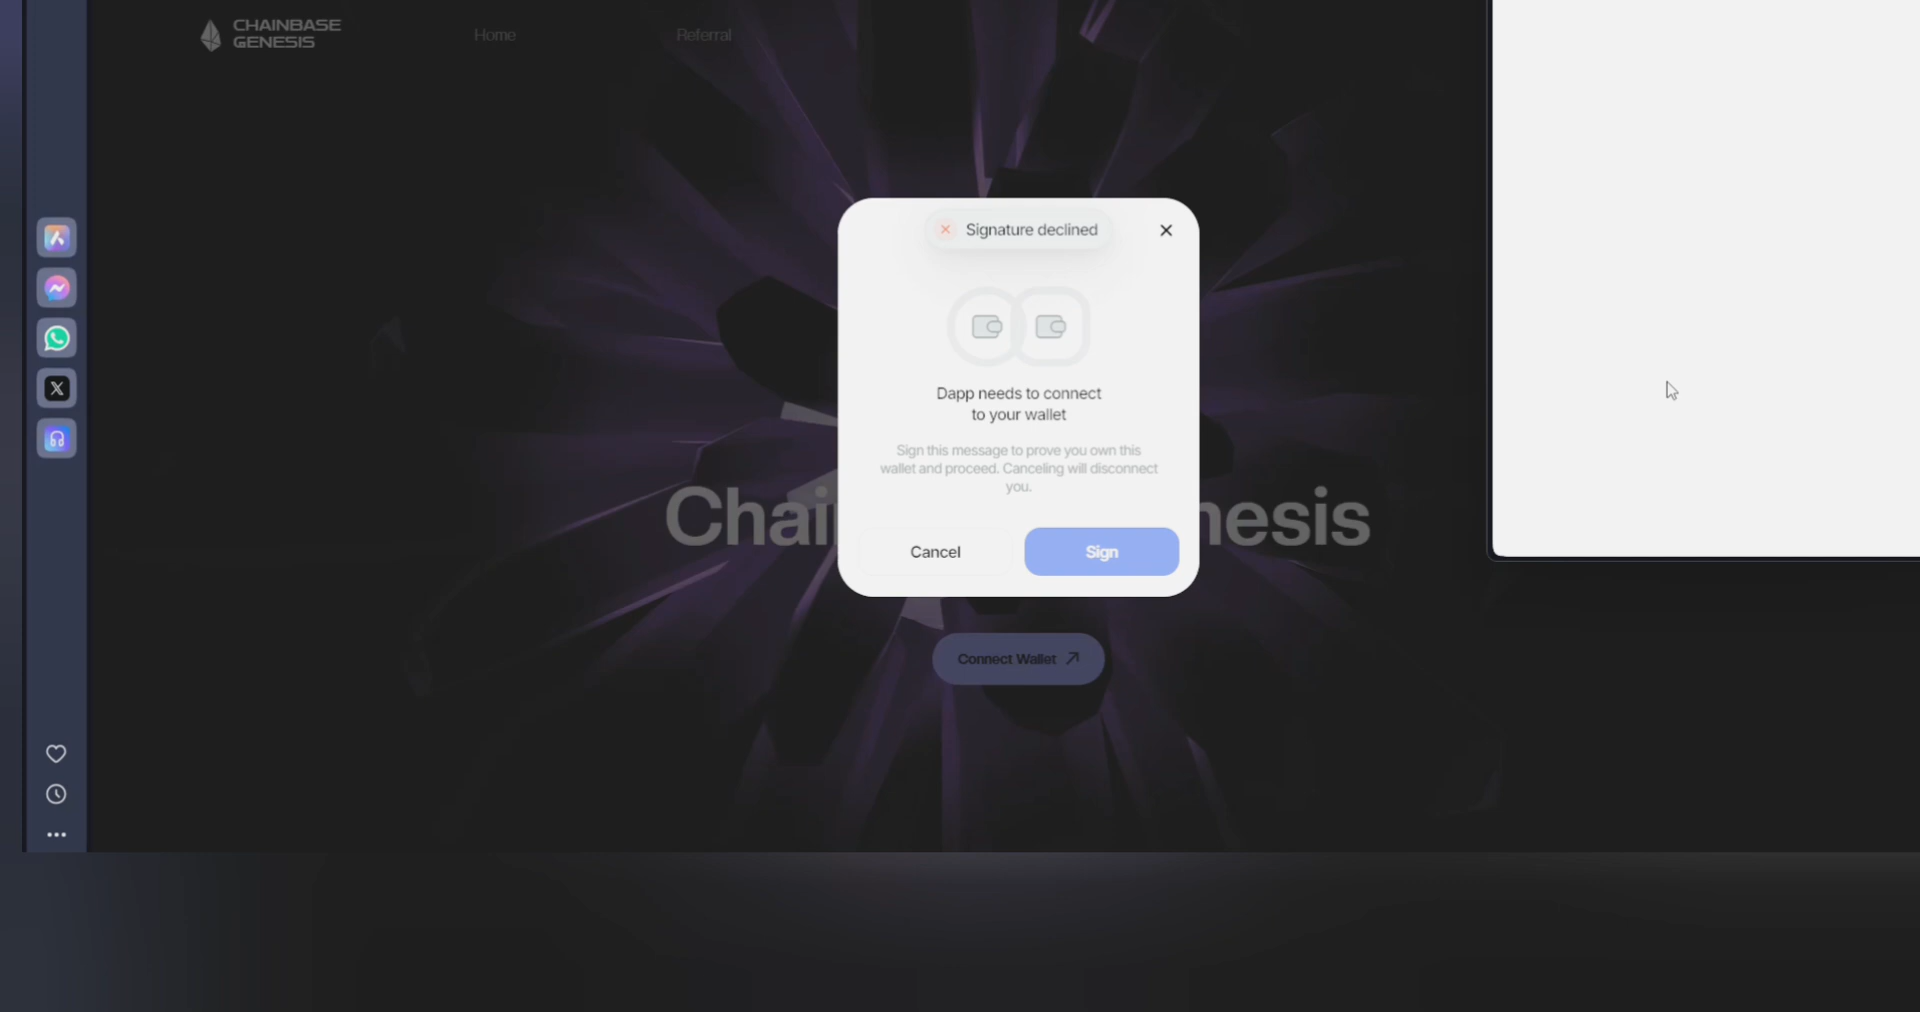 CHAINBASE
GENESIS
Home
Referral
Signature declined
Dapp needs to connect
to your wallet
Sign this message to prove you own this
wallet and proceed. Canceling will disconnect
you.
Chai
nesis
Cancel
Sign
Connect Wallet